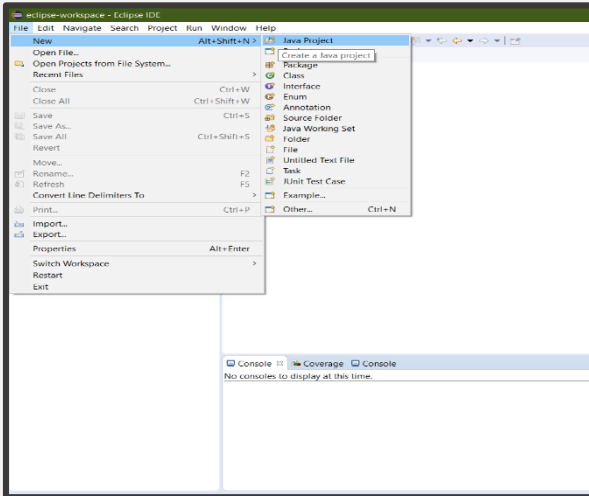 eclipse-workspace - Eclipse IDE
File Edit Navigate Search Project Run Window Help
New Alt+Shift+N >
Open File...
Open Projects from File System...
Recent Files >
Close Ctrl+W
Close All Ctrl+Shift+W
Save Ctrl+S
Save As...
Save All Ctrl+Shift+S
Revert
Move...
Rename... F2
Refresh F5
Convert Line Delimiters To >
Print... Ctrl+P
Import...
Export...
Properties Alt+Enter
Switch Workspace >
Restart
Exit
Java Project
Create a Java project
Package
Class
Interface
Enum
Annotation
Source Folder
Java Working Set
Folder
File
Untitled Text File
Task
JUnit Test Case
Example...
Other... Ctrl+N
Console Coverage Console
No consoles to display at this time.